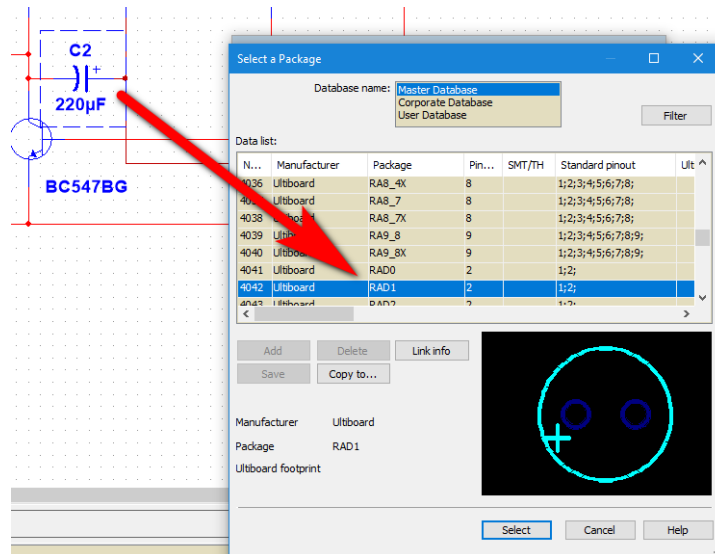 C2
+
220µF
BC547BG
Select a Package
Database name: Master Database
Corporate Database
User Database
Filter
Data list:
N... Manufacturer Package Pin... SMT/TH Standard pinout Ult
4036 Ultiboard RA8_4X 8 1;2;3;4;5;6;7;8;
RA8_7 8 1;2;3;4;5;6;7;8;
4038 RA8_7X 8 1;2;3;4;5;6;7;8;
4039 RA9_8 9 1;2;3;4;5;6;7;8;9;
4040 RA9_8X 9 1;2;3;4;5;6;7;8;9;
4041 Ultiboard RAD0 2 1;2;
4042 Ultiboard RAD1 2 1;2;
4043 Ultiboard RAD2 2 1;2;
Add Delete Link info
Save Copy to...
Manufacturer Ultiboard
Package RAD1
Ultiboard footprint
Select Cancel Help